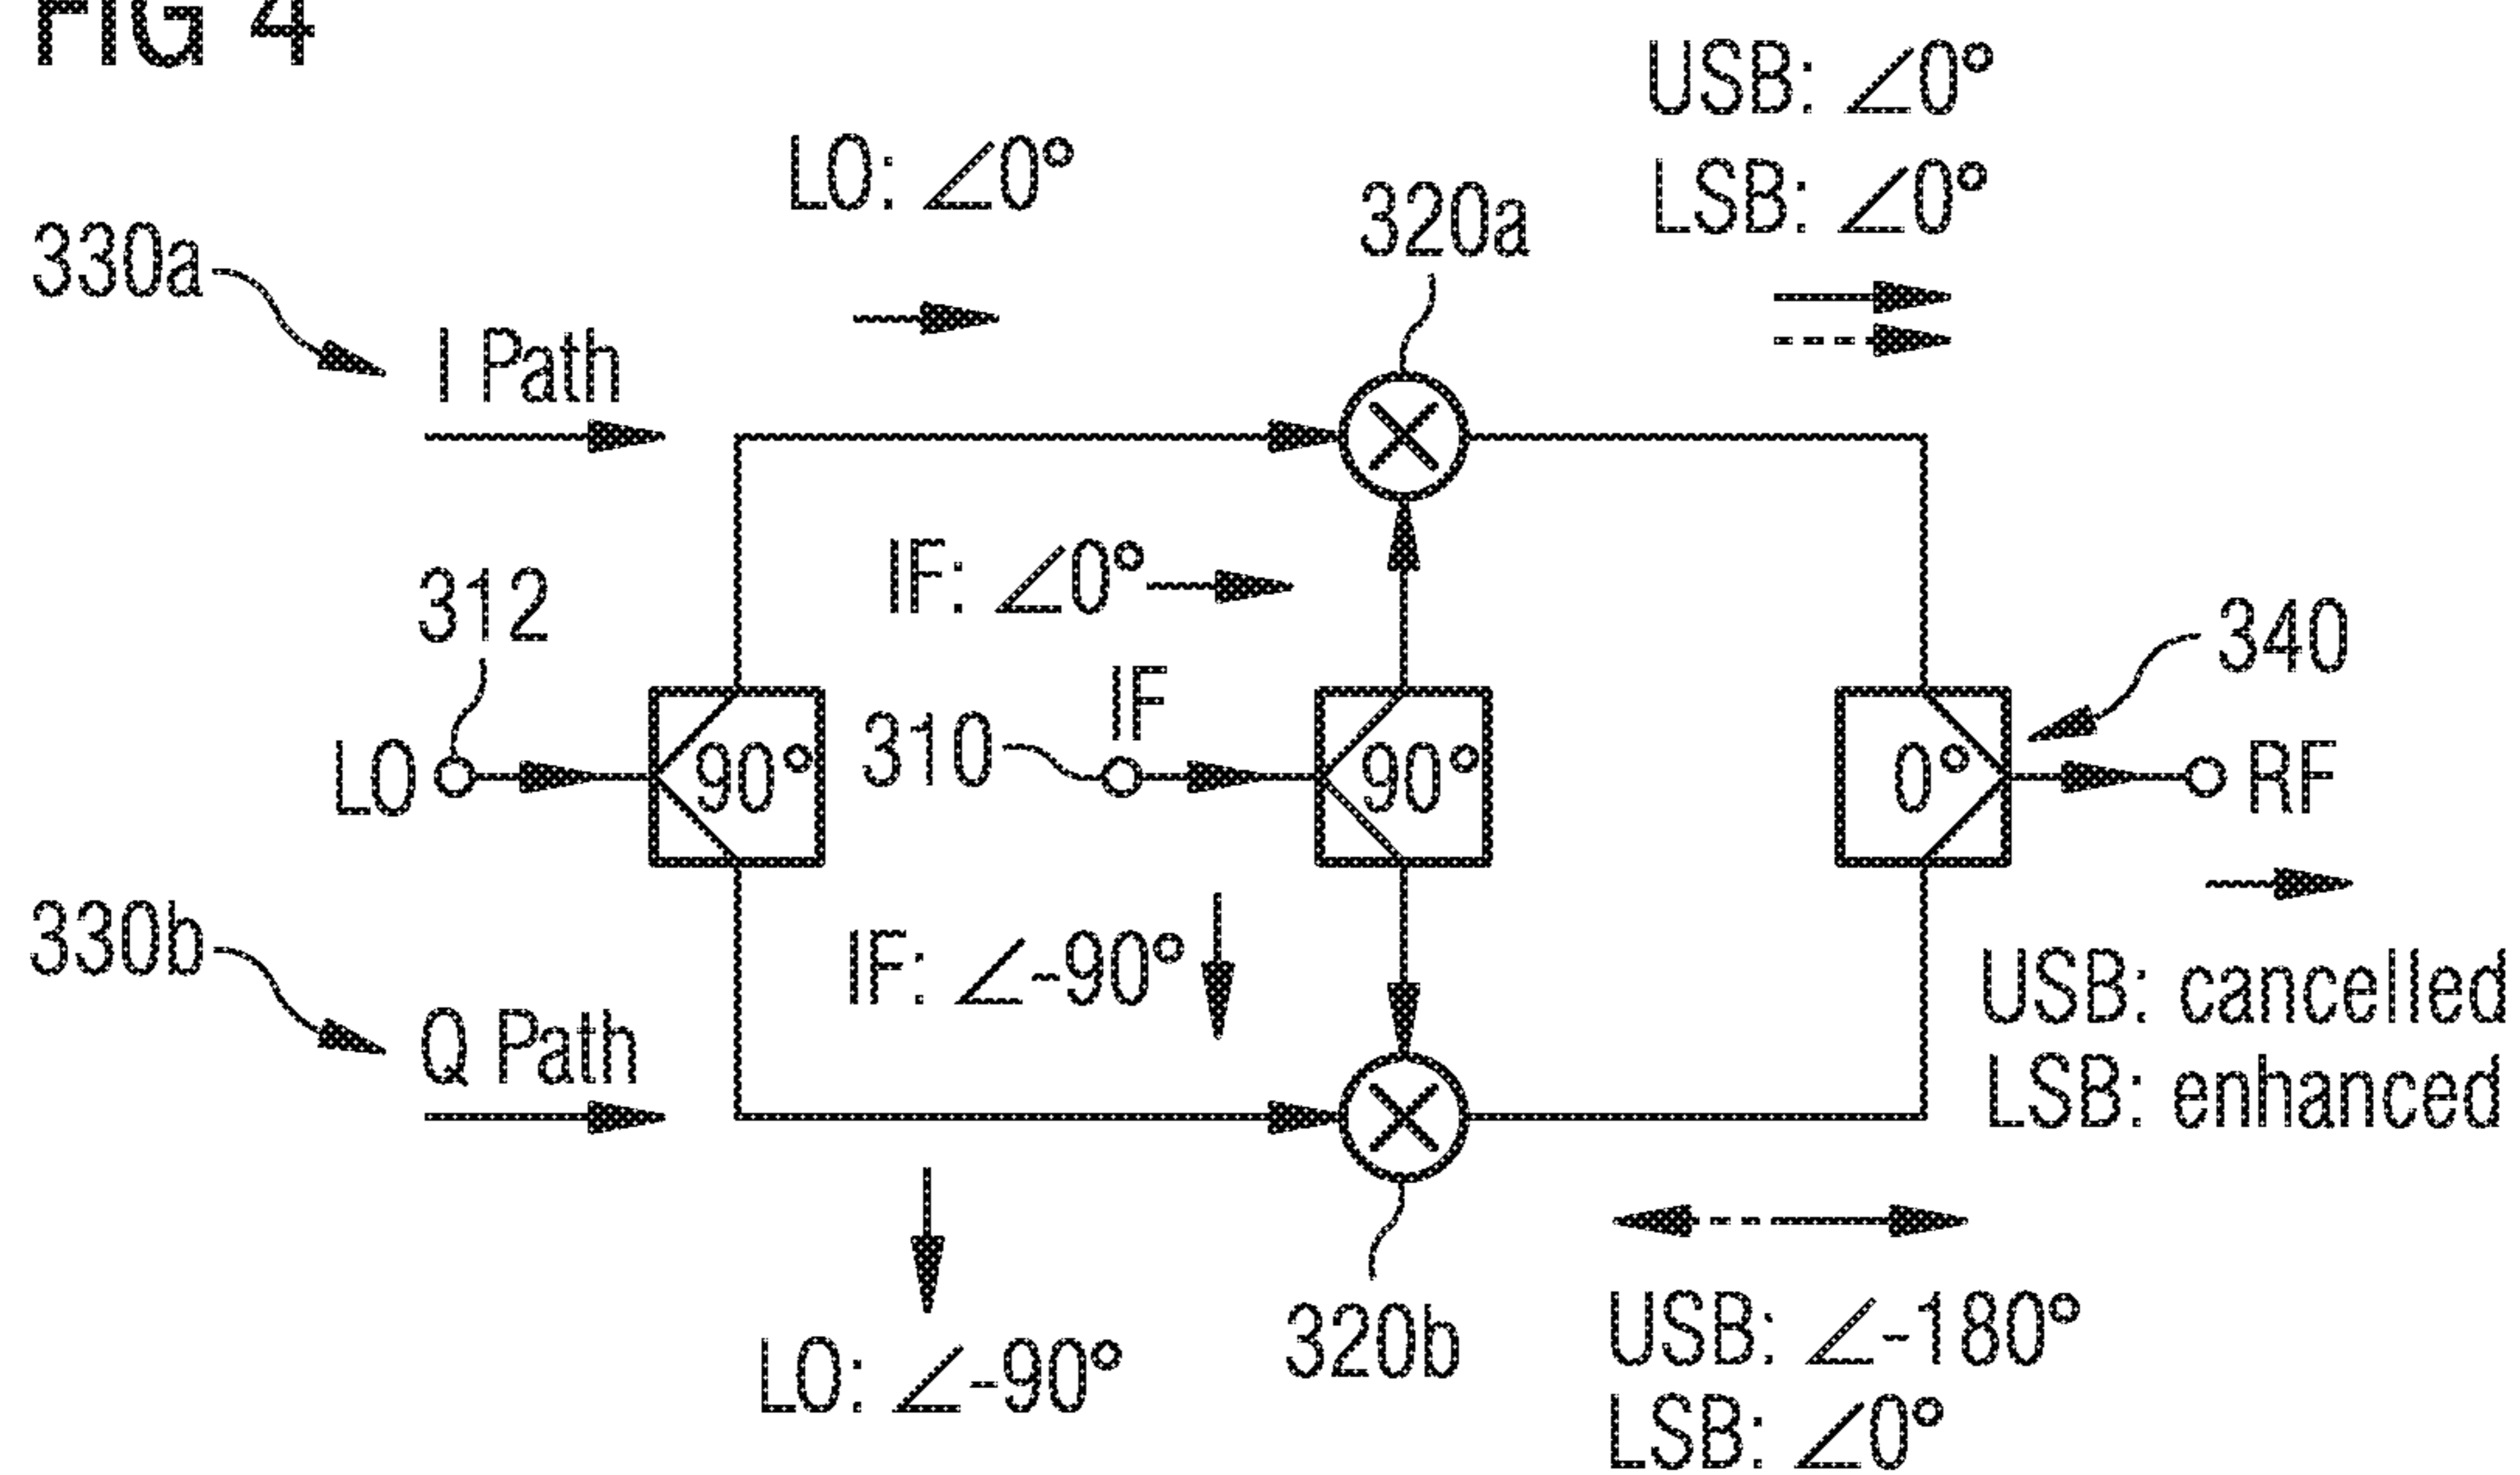 FIG 4
USB: ∠0°
LSB: ∠0°
LO: ∠0°
320a
330a
I Path
IF: ∠0°
312
340
IF
310
LO
90°
90°
0°
RF
330b
IF: ∠-90°
USB: cancelled
LSB: enhanced
Q Path
320b
USB: ∠-180°
LSB: ∠0°
LO: ∠-90°